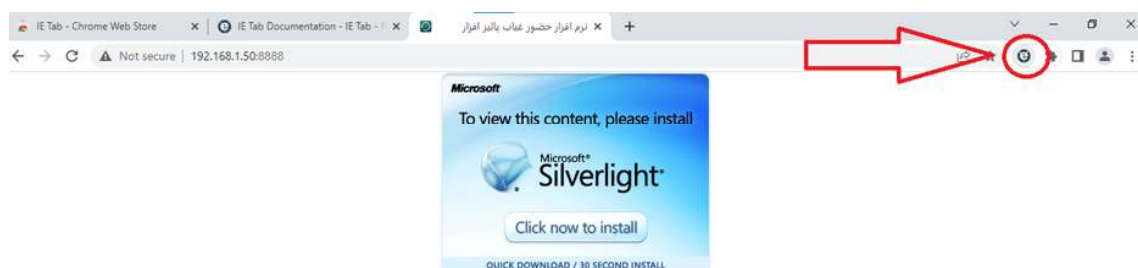 IE Tab - Chrome Web Store
IE Tab Documentation - IE Tab -
نرم افزار حضور غیاب پالیز افزار
Not secure | 192.168.1.50:8888
Microsoft
To view this content, please install
Microsoft®
Silverlight
Click now to install
QUICK DOWNLOAD / 30 SECOND INSTALL